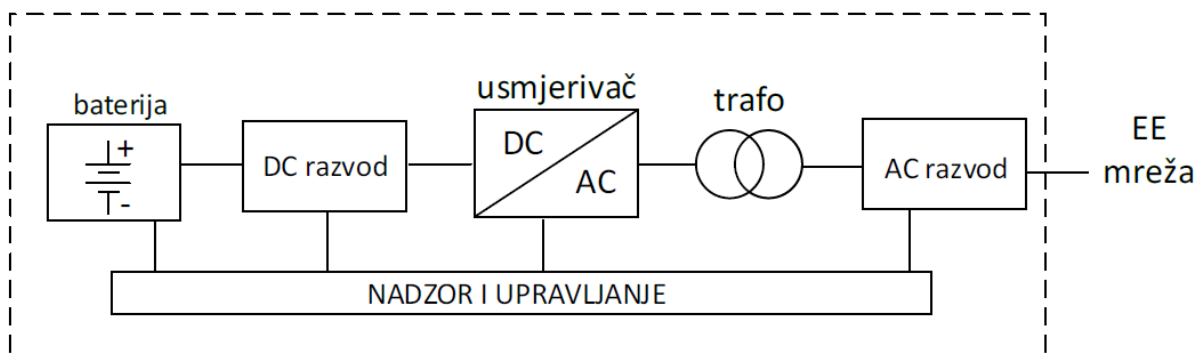 baterija
+
-
DC razvod
usmjerivač
DC
AC
trafo
AC razvod
EE
mreža
NADZOR I UPRAVLJANJE